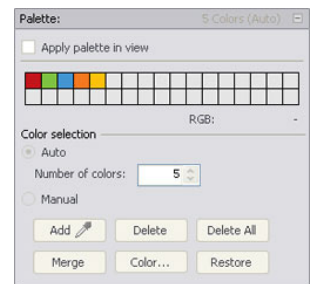 Palette: 5 Colors (Auto)
Apply palette in view
RGB: -
Color selection
Auto
Number of colors: 5
Manual
Add Delete Delete All
Merge Color... Restore